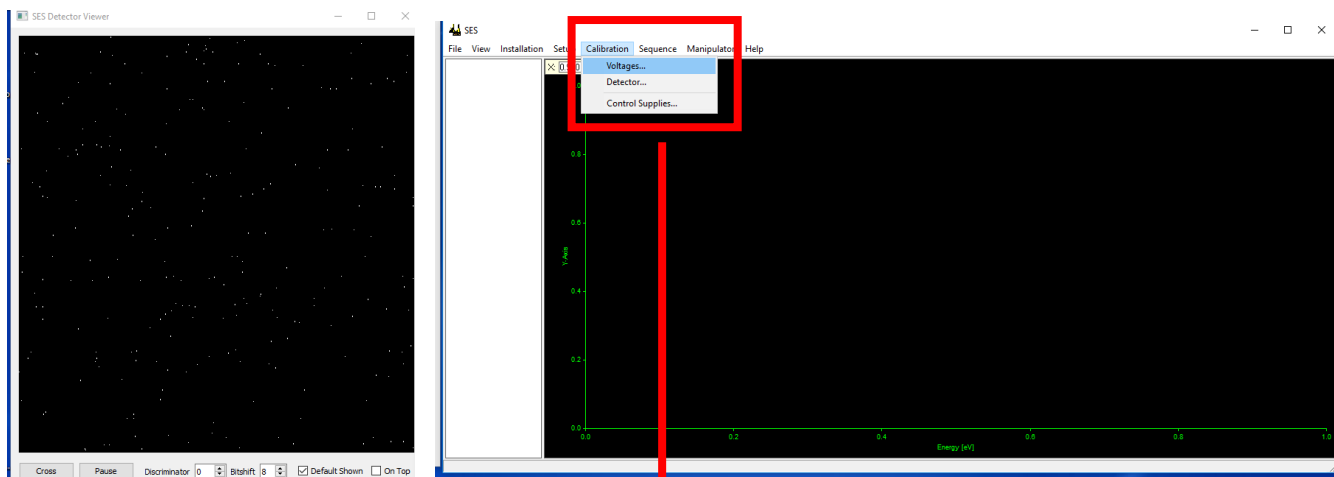 SES Detector Viewer
Cross Pause Discriminator 0 Bitshift 8 Default Shown On Top
SES
File View Installation Calibration Sequence Manipulator Help
X:
Voltages...
Detector...
Control Supplies...
0.8
0.6
Y-Axis
0.4
0.2
0.0
0.0 0.2 0.4 0.6 0.8 1.0
Energy [eV]